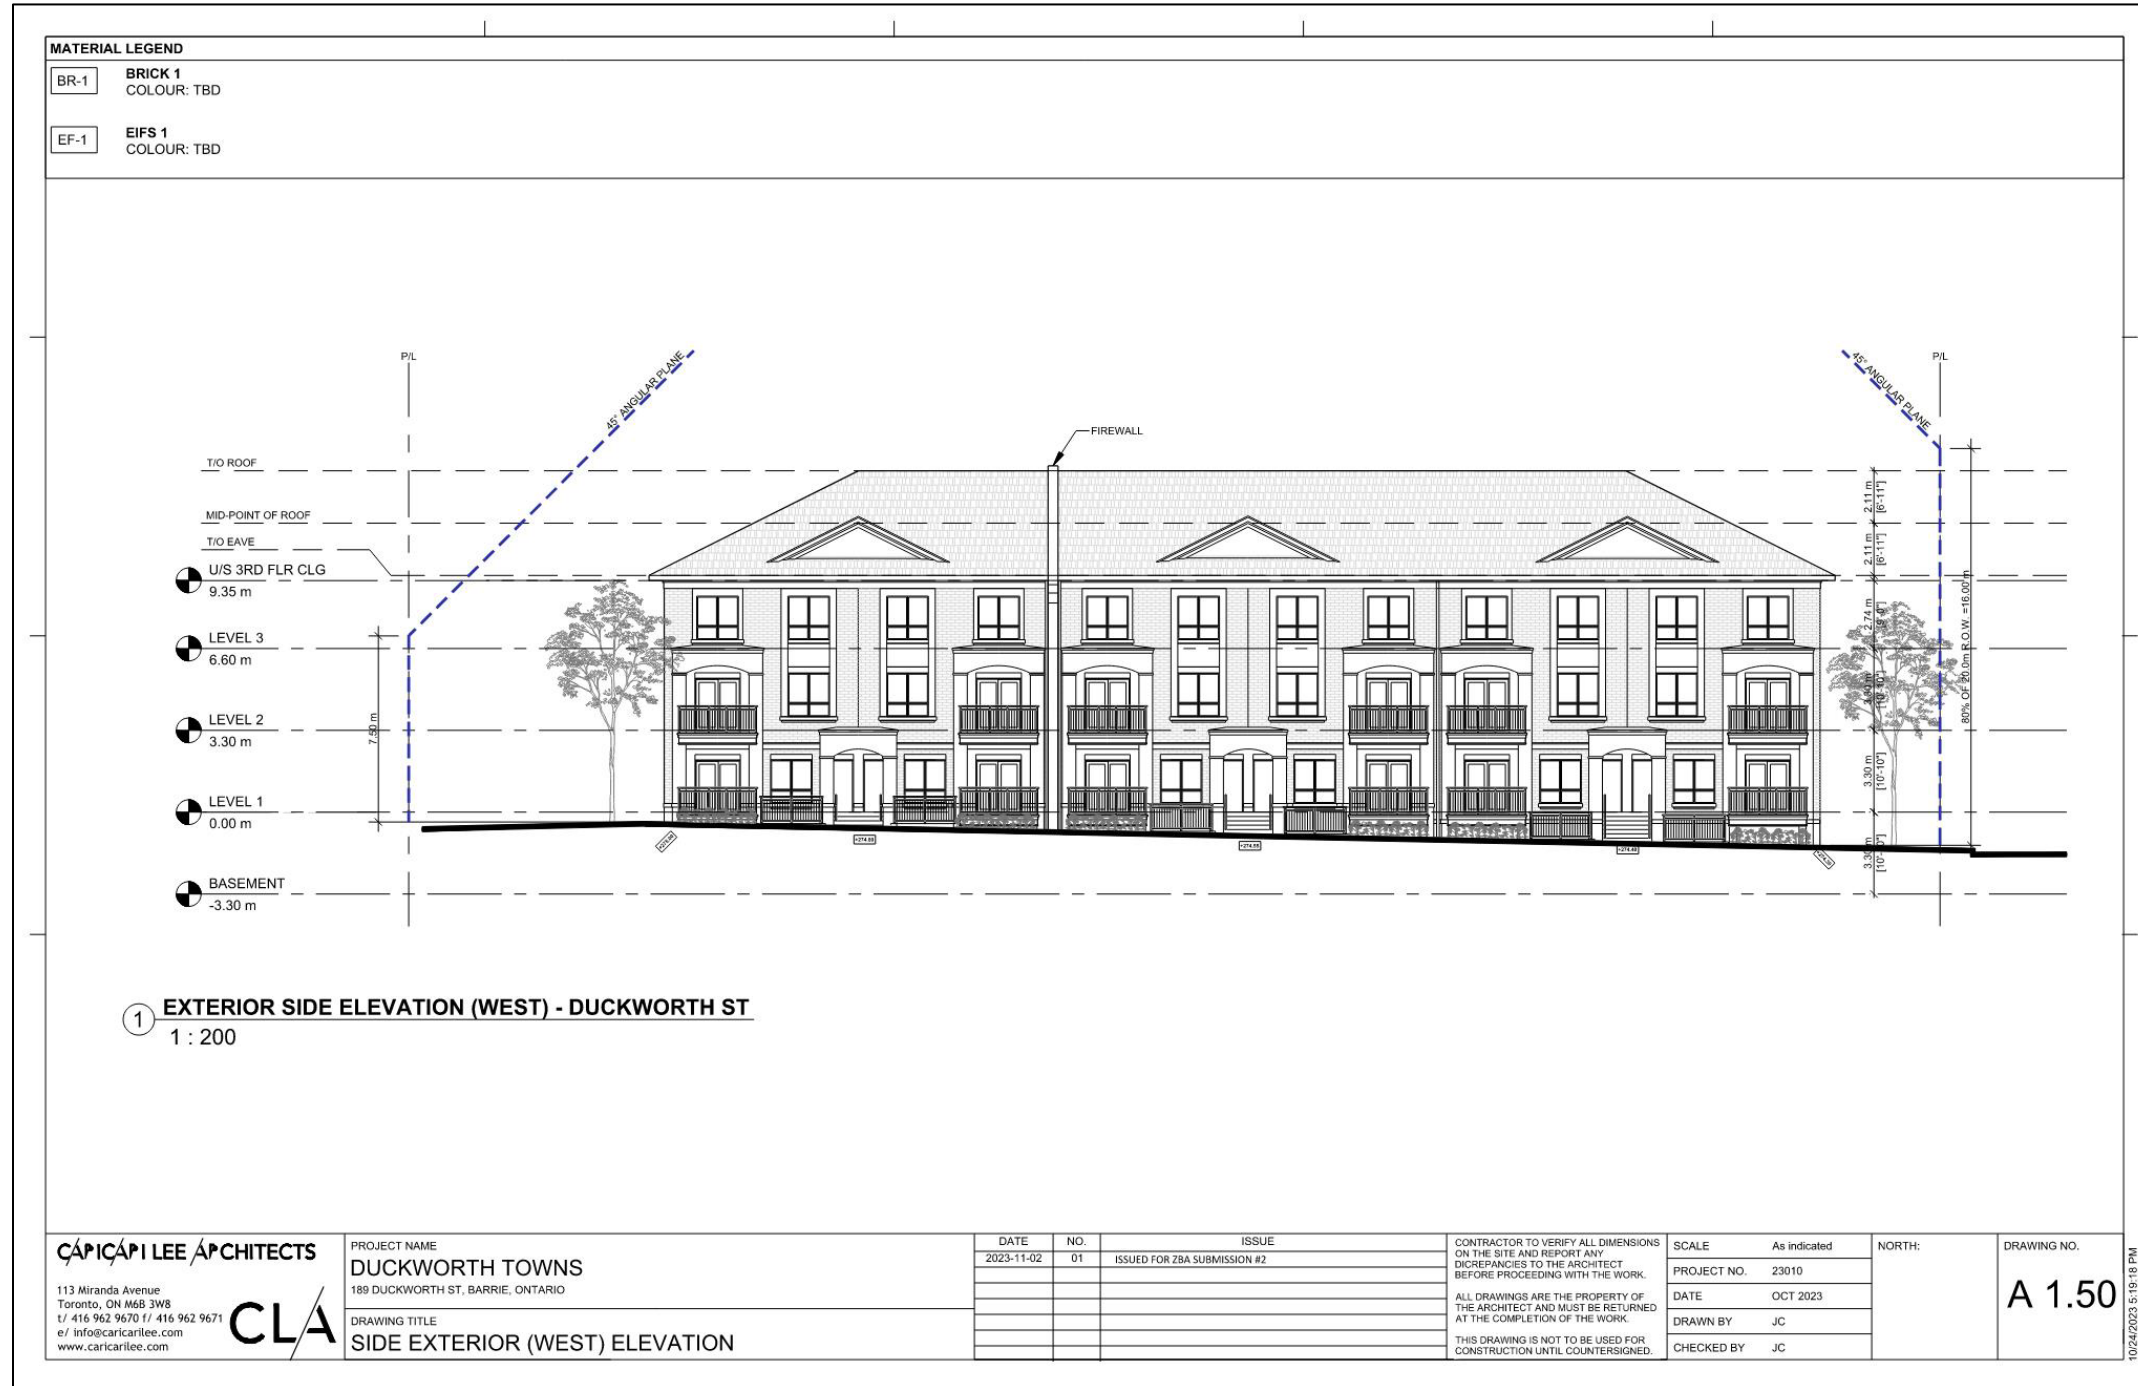 MATERIAL LEGEND
BR-1
BRICK 1
COLOUR: TBD
EF-1
EIFS 1
COLOUR: TBD
P/L
45° ANGULAR PLANE
45° ANGULAR PLANE
P/L
FIREWALL
T/O ROOF
MID-POINT OF ROOF
T/O EAVE
U/S 3RD FLR CLG
9.35 m
LEVEL 3
6.60 m
LEVEL 2
3.30 m
LEVEL 1
0.00 m
BASEMENT
-3.30 m
7.50 m
2.11 m
[6'-11"]
2.11 m
[6'-11"]
2.74 m
3.30 m
[10'-10"]
3.30 m
[10'-10"]
3.30 m
[10'-10"]
80% OF 20.0m R.O.W. =16.00 m
1
EXTERIOR SIDE ELEVATION (WEST) - DUCKWORTH ST
1 : 200
CAPICAPI LEE APCHITECTS
113 Miranda Avenue
Toronto, ON M6B 3W8
t/ 416 962 9670 f/ 416 962 9671
e/ info@caricarilee.com
www.caricarilee.com
CLA
PROJECT NAME
DUCKWORTH TOWNS
189 DUCKWORTH ST, BARRIE, ONTARIO
DRAWING TITLE
SIDE EXTERIOR (WEST) ELEVATION
DATE NO. ISSUE
2023-11-02 01 ISSUED FOR ZBA SUBMISSION #2
CONTRACTOR TO VERIFY ALL DIMENSIONS
ON THE SITE AND REPORT ANY
DICREPANCIES TO THE ARCHITECT
BEFORE PROCEEDING WITH THE WORK.
ALL DRAWINGS ARE THE PROPERTY OF
THE ARCHITECT AND MUST BE RETURNED
AT THE COMPLETION OF THE WORK.
THIS DRAWING IS NOT TO BE USED FOR
CONSTRUCTION UNTIL COUNTERSIGNED.
SCALE As indicated
PROJECT NO. 23010
DATE OCT 2023
DRAWN BY JC
CHECKED BY JC
NORTH:
DRAWING NO.
A 1.50
10/24/2023 5:19:18 PM